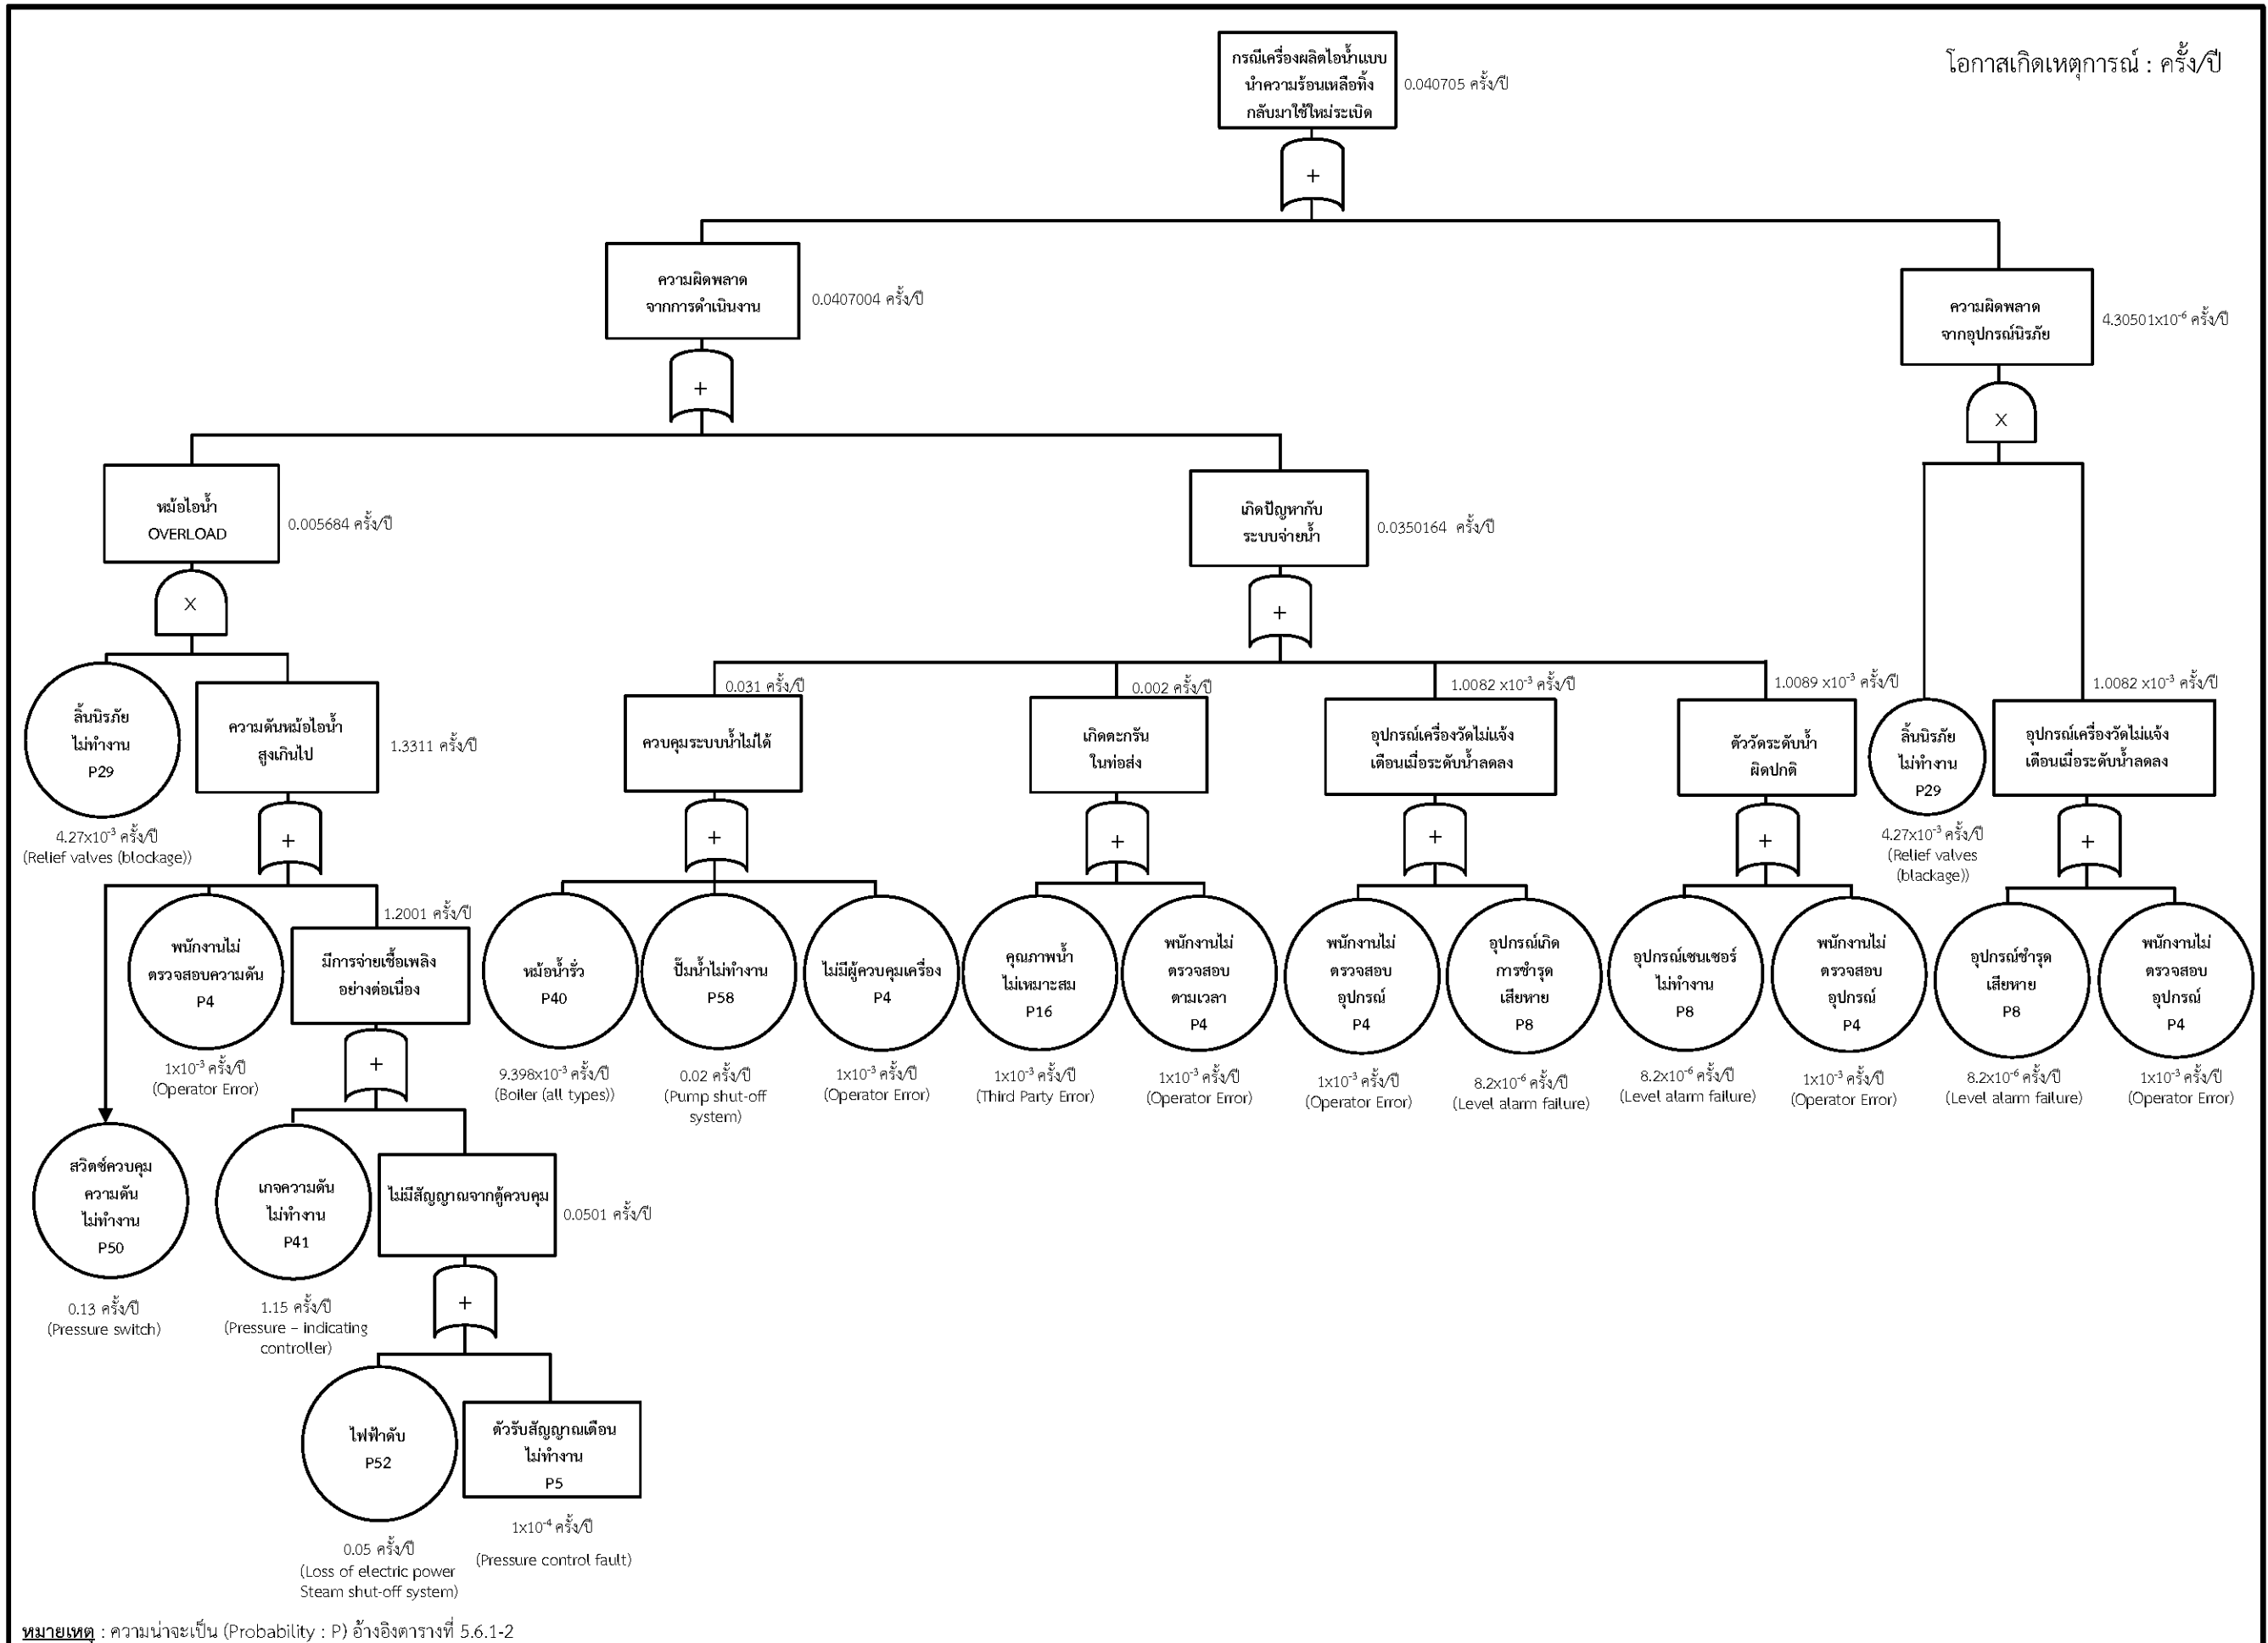 โอกาสเกิดเหตุการณ์ : ครั้ง/ปี
กรณีเครื่องผลิตไอน้ำแบบ
นำความร้อนเหลือทิ้ง
กลับมาใช้ใหม่ระเบิด
0.040705 ครั้ง/ปี
+
ความผิดพลาด
จากการดำเนินงาน
0.0407004 ครั้ง/ปี
+
ความผิดพลาด
จากอุปกรณ์นิรภัย
4.30501x10⁻⁶ ครั้ง/ปี
X
หม้อไอน้ำ
OVERLOAD
0.005684 ครั้ง/ปี
X
เกิดปัญหากับ
ระบบจ่ายน้ำ
0.0350164 ครั้ง/ปี
+
ลิ้นนิรภัย
ไม่ทำงาน
P29
4.27x10⁻³ ครั้ง/ปี
(Relief valves (blockage))
ความดันหม้อไอน้ำ
สูงเกินไป
1.3311 ครั้ง/ปี
+
0.031 ครั้ง/ปี
ควบคุมระบบน้ำไม่ได้
+
0.002 ครั้ง/ปี
เกิดตะกรัน
ในท่อส่ง
+
1.0082 x10⁻³ ครั้ง/ปี
อุปกรณ์เครื่องวัดไม่แจ้ง
เตือนเมื่อระดับน้ำลดลง
+
1.0089 x10⁻³ ครั้ง/ปี
ตัววัดระดับน้ำ
ผิดปกติ
+
ลิ้นนิรภัย
ไม่ทำงาน
P29
4.27x10⁻³ ครั้ง/ปี
(Relief valves
(blackage))
1.0082 x10⁻³ ครั้ง/ปี
อุปกรณ์เครื่องวัดไม่แจ้ง
เตือนเมื่อระดับน้ำลดลง
+
พนักงานไม่
ตรวจสอบความดัน
P4
1x10⁻³ ครั้ง/ปี
(Operator Error)
1.2001 ครั้ง/ปี
มีการจ่ายเชื้อเพลิง
อย่างต่อเนื่อง
+
หม้อน้ำรั่ว
P40
9.398x10⁻³ ครั้ง/ปี
(Boiler (all types))
ปั๊มน้ำไม่ทำงาน
P58
0.02 ครั้ง/ปี
(Pump shut-off
system)
ไม่มีผู้ควบคุมเครื่อง
P4
1x10⁻³ ครั้ง/ปี
(Operator Error)
คุณภาพน้ำ
ไม่เหมาะสม
P16
1x10⁻³ ครั้ง/ปี
(Third Party Error)
พนักงานไม่
ตรวจสอบ
ตามเวลา
P4
1x10⁻³ ครั้ง/ปี
(Operator Error)
พนักงานไม่
ตรวจสอบ
อุปกรณ์
P4
1x10⁻³ ครั้ง/ปี
(Operator Error)
อุปกรณ์เกิด
การชำรุด
เสียหาย
P8
8.2x10⁻⁶ ครั้ง/ปี
(Level alarm failure)
อุปกรณ์เซนเซอร์
ไม่ทำงาน
P8
8.2x10⁻⁶ ครั้ง/ปี
(Level alarm failure)
พนักงานไม่
ตรวจสอบ
อุปกรณ์
P4
1x10⁻³ ครั้ง/ปี
(Operator Error)
อุปกรณ์ชำรุด
เสียหาย
P8
8.2x10⁻⁶ ครั้ง/ปี
(Level alarm failure)
พนักงานไม่
ตรวจสอบ
อุปกรณ์
P4
1x10⁻³ ครั้ง/ปี
(Operator Error)
สวิตช์ควบคุม
ความดัน
ไม่ทำงาน
P50
0.13 ครั้ง/ปี
(Pressure switch)
เกจความดัน
ไม่ทำงาน
P41
1.15 ครั้ง/ปี
(Pressure – indicating
controller)
ไม่มีสัญญาณจากตู้ควบคุม
0.0501 ครั้ง/ปี
+
ไฟฟ้าดับ
P52
0.05 ครั้ง/ปี
(Loss of electric power
Steam shut-off system)
ตัวรับสัญญาณเตือน
ไม่ทำงาน
P5
1x10⁻⁴ ครั้ง/ปี
(Pressure control fault)
หมายเหตุ : ความน่าจะเป็น (Probability : P) อ้างอิงตารางที่ 5.6.1-2